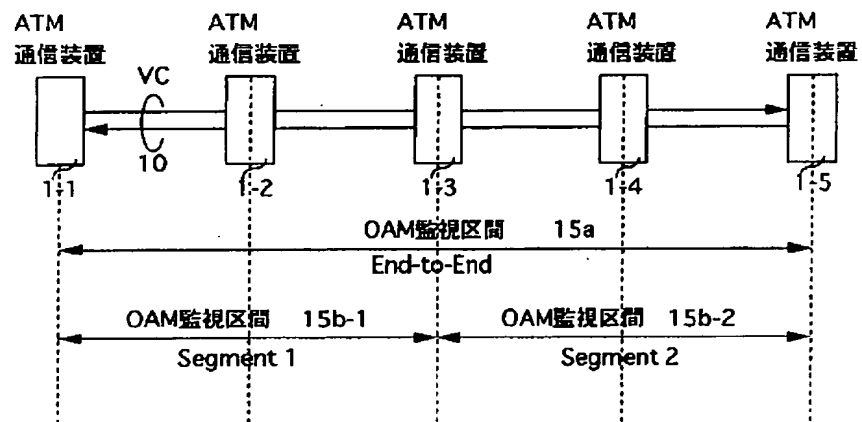 ATM ATM ATM ATM ATM
通信装置 通信装置 通信装置 通信装置 通信装置
VC
10
1-1 1-2 1-3 1-4 1-5
OAM監視区間 15a
End-to-End
OAM監視区間 15b-1 OAM監視区間 15b-2
Segment 1 Segment 2